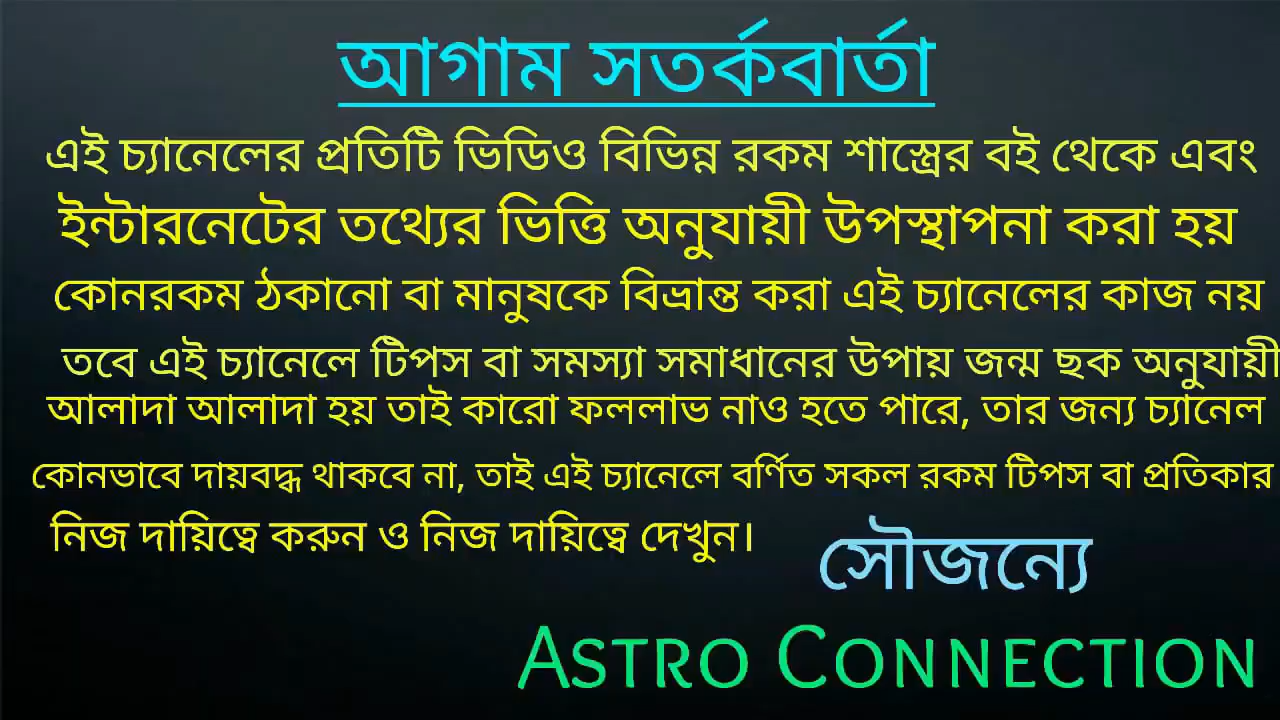 আগাম সতর্কবার্তা
এই চ্যানেলের প্রতিটি ভিডিও বিভিন্ন রকম শাস্ত্রের বই থেকে এবং
ইন্টারনেটের তথ্যের ভিত্তি অনুযায়ী উপস্থাপনা করা হয়
কোনরকম ঠকানো বা মানুষকে বিভ্রান্ত করা এই চ্যানেলের কাজ নয়
তবে এই চ্যানেলে টিপস বা সমস্যা সমাধানের উপায় জন্ম ছক অনুযায়ী
আলাদা আলাদা হয় তাই কারো ফললাভ নাও হতে পারে, তার জন্য চ্যানেল
কোনভাবে দায়বদ্ধ থাকবে না, তাই এই চ্যানেলে বর্ণিত সকল রকম টিপস বা প্রতিকার
নিজ দায়িত্বে করুন ও নিজ দায়িত্বে দেখুন।
সৌজন্যে
ASTRO CONNECTION